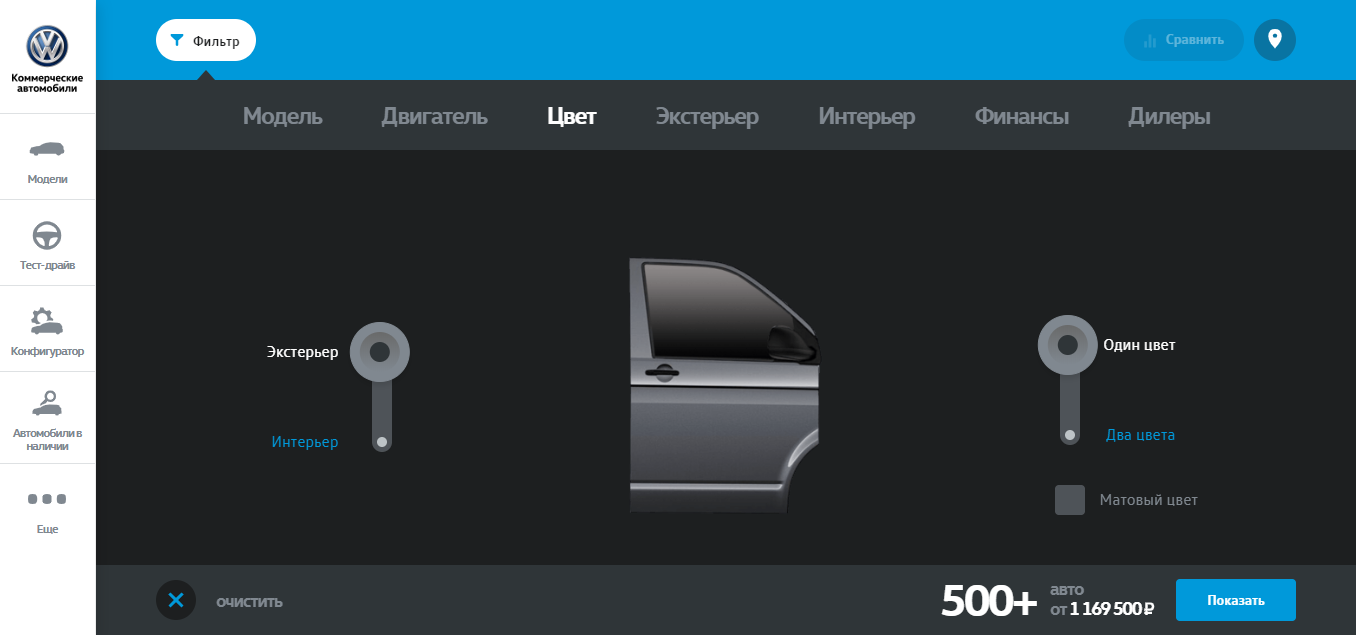 Фильтр
Сравнить
Коммерческие
автомобили
Модель Двигатель Цвет Экстерьер Интерьер Финансы Дилеры
Модели
Тест-драйв
Конфигуратор
Автомобили в
наличии
Еще
Экстерьер
Интерьер
Один цвет
Два цвета
Матовый цвет
очистить
500+ авто
от 1 169 500 ₽
Показать